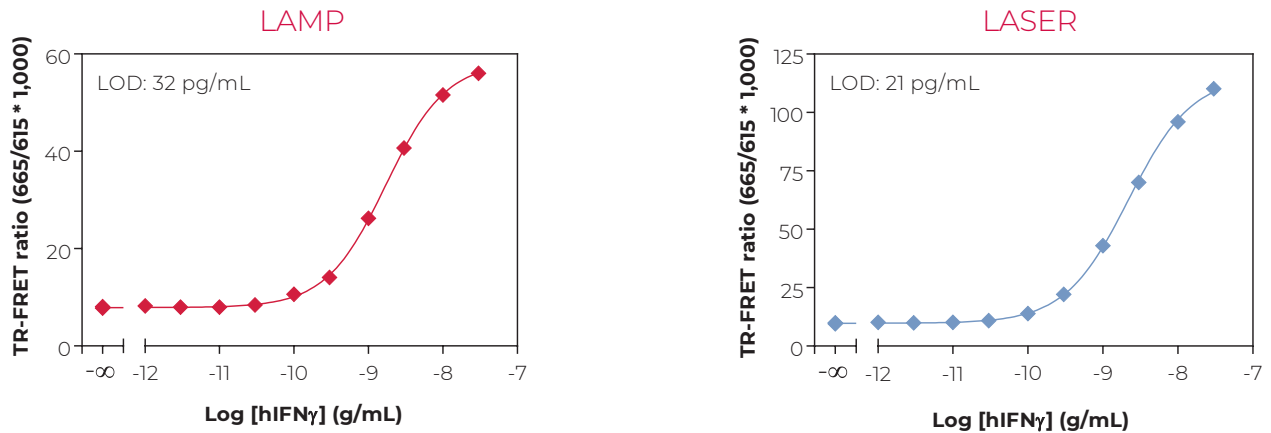 LAMP
TR-FRET ratio (665/615 * 1,000)
60
40
20
0
LOD: 32 pg/mL
-∞ -12 -11 -10 -9 -8 -7
Log [hIFNγ] (g/mL)
LASER
TR-FRET ratio (665/615 * 1,000)
125
100
75
50
25
0
LOD: 21 pg/mL
-∞ -12 -11 -10 -9 -8 -7
Log [hIFNγ] (g/mL)